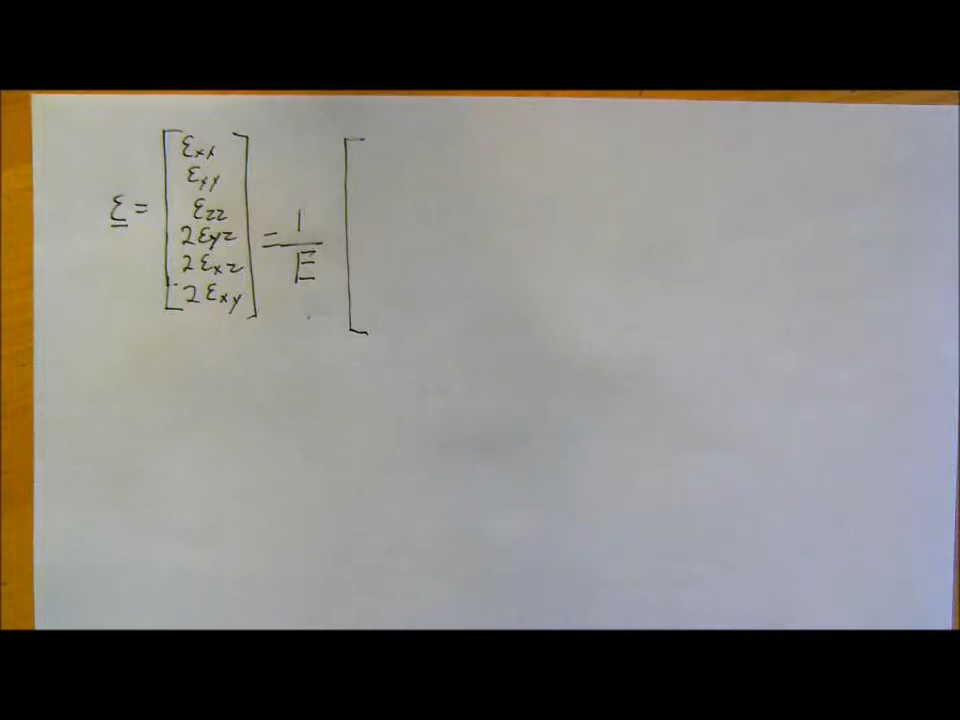 ε = [ εxx
εyy
εzz
2εyz
2εxz
2εxy ] = 1/E [